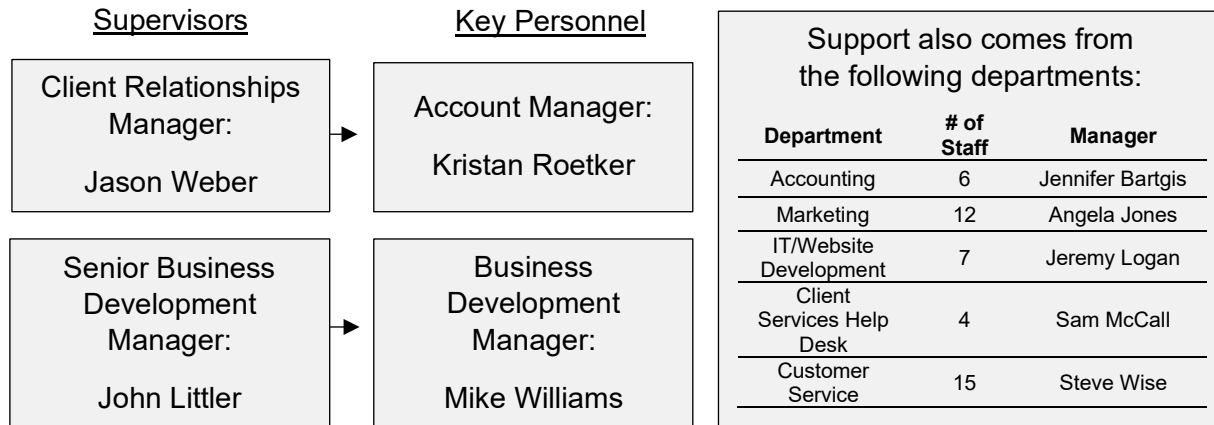 Supervisors
Key Personnel
Client Relationships
Manager:
Jason Weber
Account Manager:
Kristan Roetker
Senior Business
Development
Manager:
John Littler
Business
Development
Manager:
Mike Williams
Support also comes from
the following departments:
Department # of Staff Manager
Accounting 6 Jennifer Bartgis
Marketing 12 Angela Jones
IT/Website
Development 7 Jeremy Logan
Client
Services Help 4 Sam McCall
Desk
Customer
Service 15 Steve Wise